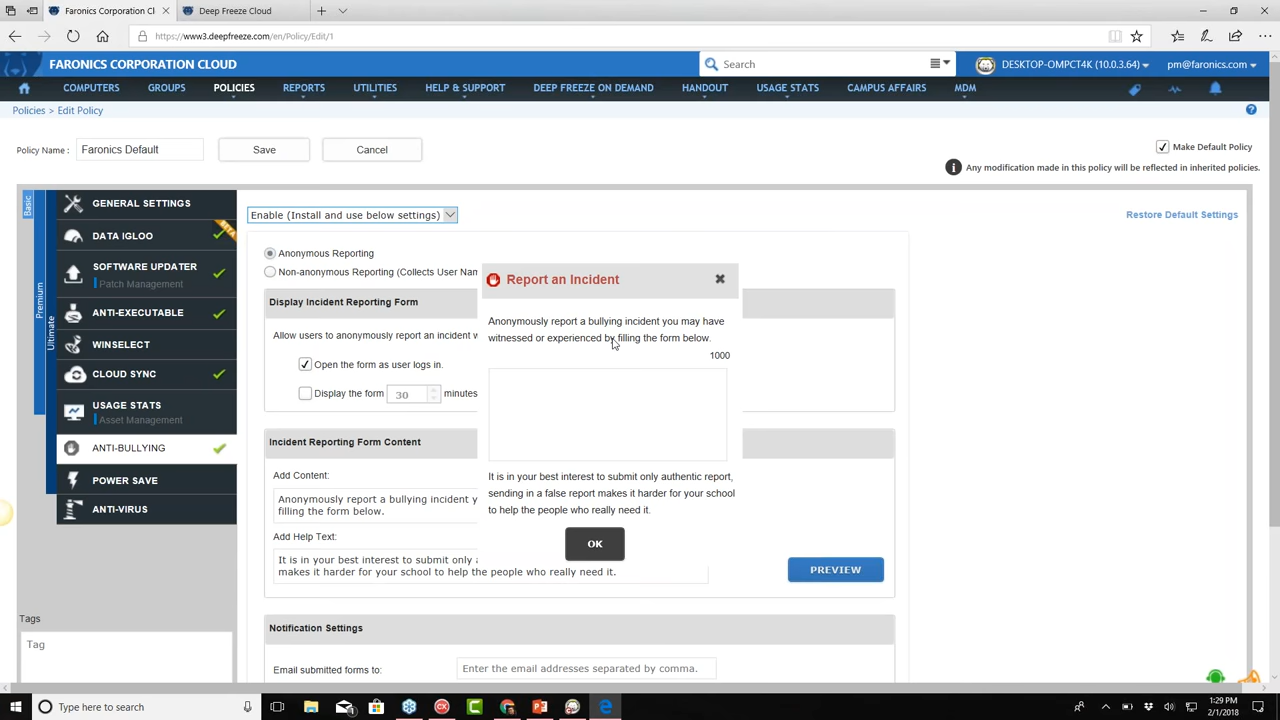 Faronics Corporation Cl
Deep Freeze Cloud
https://www3.deepfreeze.com/en/Policy/Edit/1
FARONICS CORPORATION CLOUD
Search
DESKTOP-OMPCT4K (10.0.3.64)
pm@faronics.com
COMPUTERS GROUPS POLICIES REPORTS UTILITIES HELP & SUPPORT DEEP FREEZE ON DEMAND HANDOUT USAGE STATS CAMPUS AFFAIRS MDM
Policies > Edit Policy
Policy Name : Faronics Default Save Cancel
Make Default Policy
Any modification made in this policy will be reflected in inherited policies.
Basic
Premium
Ultimate
GENERAL SETTINGS
DATA IGLOO
SOFTWARE UPDATER
Patch Management
ANTI-EXECUTABLE
WINSELECT
CLOUD SYNC
USAGE STATS
Asset Management
ANTI-BULLYING
POWER SAVE
ANTI-VIRUS
Tags
Tag
Enable (Install and use below settings)
Restore Default Settings
Anonymous Reporting
Non-anonymous Reporting (Collects User Nam
Display Incident Reporting Form
Allow users to anonymously report an incident w
Open the form as user logs in.
Display the form 30 minutes
Incident Reporting Form Content
Add Content:
Anonymously report a bullying incident y
filling the form below.
Add Help Text:
It is in your best interest to submit only a
makes it harder for your school to help the people who really need it.
PREVIEW
Notification Settings
Email submitted forms to: Enter the email addresses separated by comma.
Report an Incident
Anonymously report a bullying incident you may have
witnessed or experienced by filling the form below.
1000
It is in your best interest to submit only authentic report,
sending in a false report makes it harder for your school
to help the people who really need it.
OK
Type here to search
1:29 PM
2/1/2018